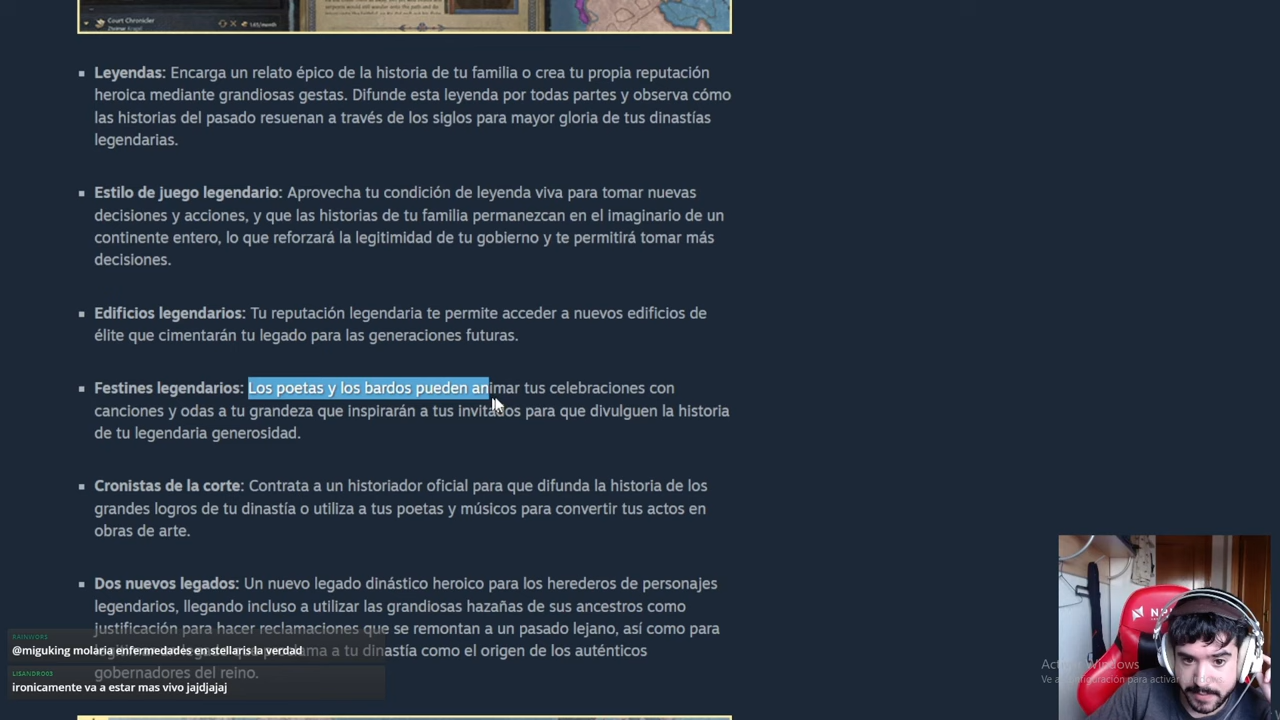 Court Chronicler
Leyendas: Encarga un relato épico de la historia de tu familia o crea tu propia reputación
heroica mediante grandiosas gestas. Difunde esta leyenda por todas partes y observa cómo
las historias del pasado resuenan a través de los siglos para mayor gloria de tus dinastías
legendarias.
Estilo de juego legendario: Aprovecha tu condición de leyenda viva para tomar nuevas
decisiones y acciones, y que las historias de tu familia permanezcan en el imaginario de un
continente entero, lo que reforzará la legitimidad de tu gobierno y te permitirá tomar más
decisiones.
Edificios legendarios: Tu reputación legendaria te permite acceder a nuevos edificios de
élite que cimentarán tu legado para las generaciones futuras.
Festines legendarios: Los poetas y los bardos pueden animar tus celebraciones con
canciones y odas a tu grandeza que inspirarán a tus invitados para que divulguen la historia
de tu legendaria generosidad.
Cronistas de la corte: Contrata a un historiador oficial para que difunda la historia de los
grandes logros de tu dinastía o utiliza a tus poetas y músicos para convertir tus actos en
obras de arte.
Dos nuevos legados: Un nuevo legado dinástico heroico para los herederos de personajes
legendarios, llegando incluso a utilizar las grandiosas hazañas de sus ancestros como
justificación para hacer reclamaciones que se remontan a un pasado lejano, así como para
a tu dinastía como el origen de los auténticos
gobernadores del reino.
RAINWORS
@miguking molaria enfermedades en stellaris la verdad
LISANDRO03
ironicamente va a estar mas vivo jajdjajaj
Activar Windows
Ve a Configuración para activar